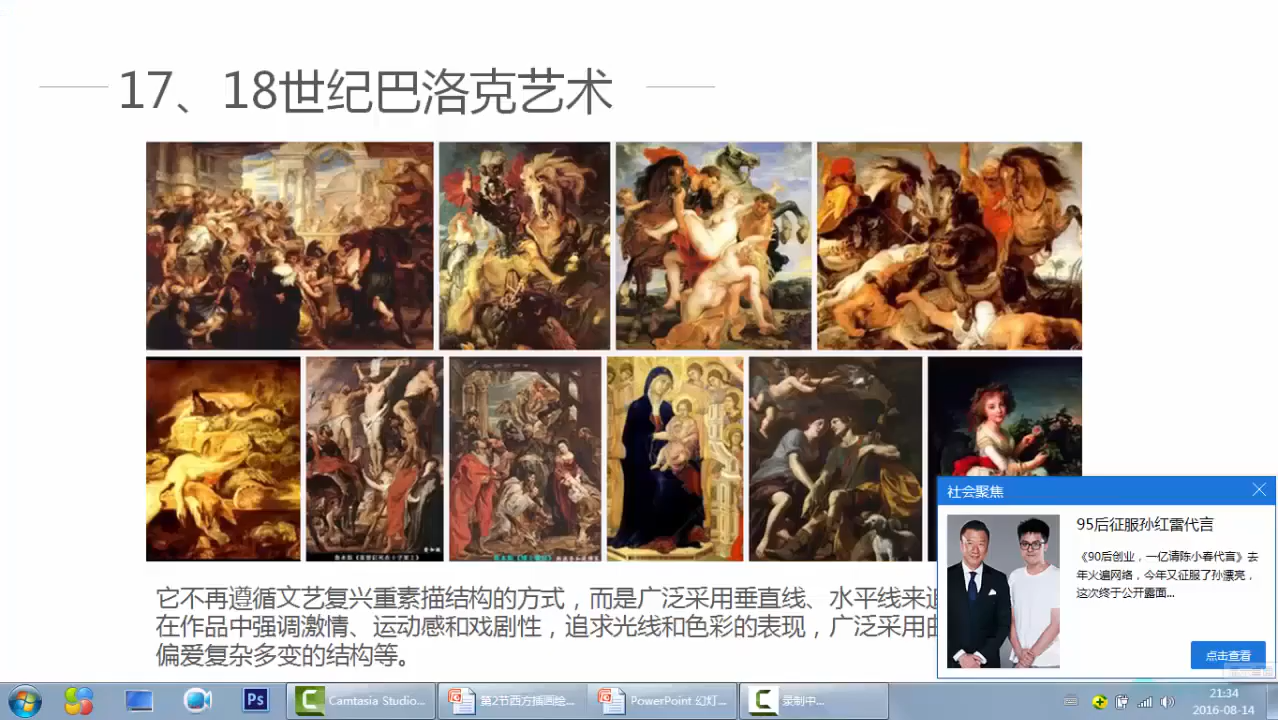 17、18世纪巴洛克艺术
它不再遵循文艺复兴重素描结构的方式，而是广泛采用垂直线、水平线来追
在作品中强调激情、运动感和戏剧性，追求光线和色彩的表现，广泛采用曲
偏爱复杂多变的结构等。
社会聚焦
95后征服孙红雷代言
《90后创业，一亿请陈小春代言》去
年火遍网络，今年又征服了孙漂亮，
这次终于公开露面...
点击查看
Ps
Camtasia Studio...
第2节西方插画绘...
PowerPoint 幻灯...
录制中...
21:34
2016-08-14